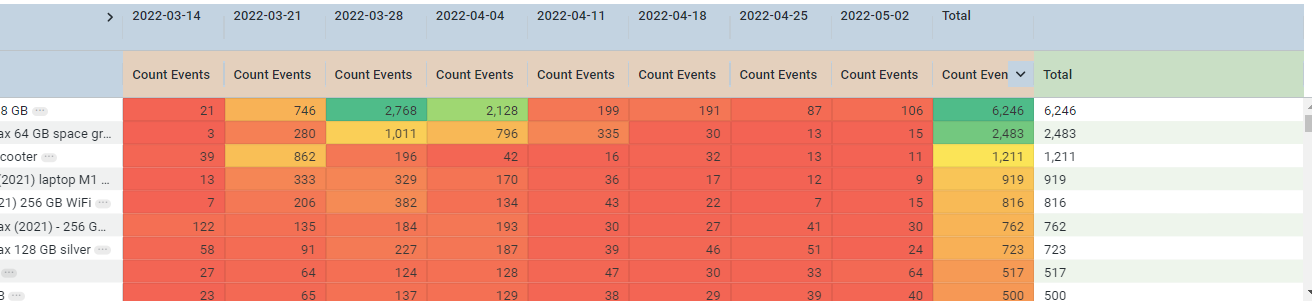 2022-03-14 2022-03-21 2022-03-28 2022-04-04 2022-04-11 2022-04-18 2022-04-25 2022-05-02 Total
Count Events Count Events Count Events Count Events Count Events Count Events Count Events Count Events Count Even Total
8 GB 21 746 2,768 2,128 199 191 87 106 6,246 6,246
ax 64 GB space gr... 3 280 1,011 796 335 30 13 15 2,483 2,483
cooter 39 862 196 42 16 32 13 11 1,211 1,211
(2021) laptop M1 ... 13 333 329 170 36 17 12 9 919 919
21) 256 GB WiFi 7 206 382 134 43 22 7 15 816 816
ax (2021) - 256 G... 122 135 184 193 30 27 41 30 762 762
ax 128 GB silver 58 91 227 187 39 46 51 24 723 723
27 64 124 128 47 30 33 64 517 517
B 23 65 137 129 38 29 39 40 500 500